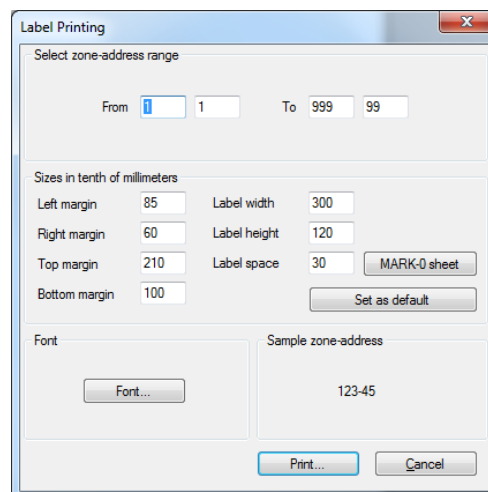 Label Printing
x
Select zone-address range
From 1 1 To 999 99
Sizes in tenth of millimeters
Left margin 85 Label width 300
Right margin 60 Label height 120
Top margin 210 Label space 30 MARK-0 sheet
Bottom margin 100 Set as default
Font Sample zone-address
Font... 123-45
Print... Cancel